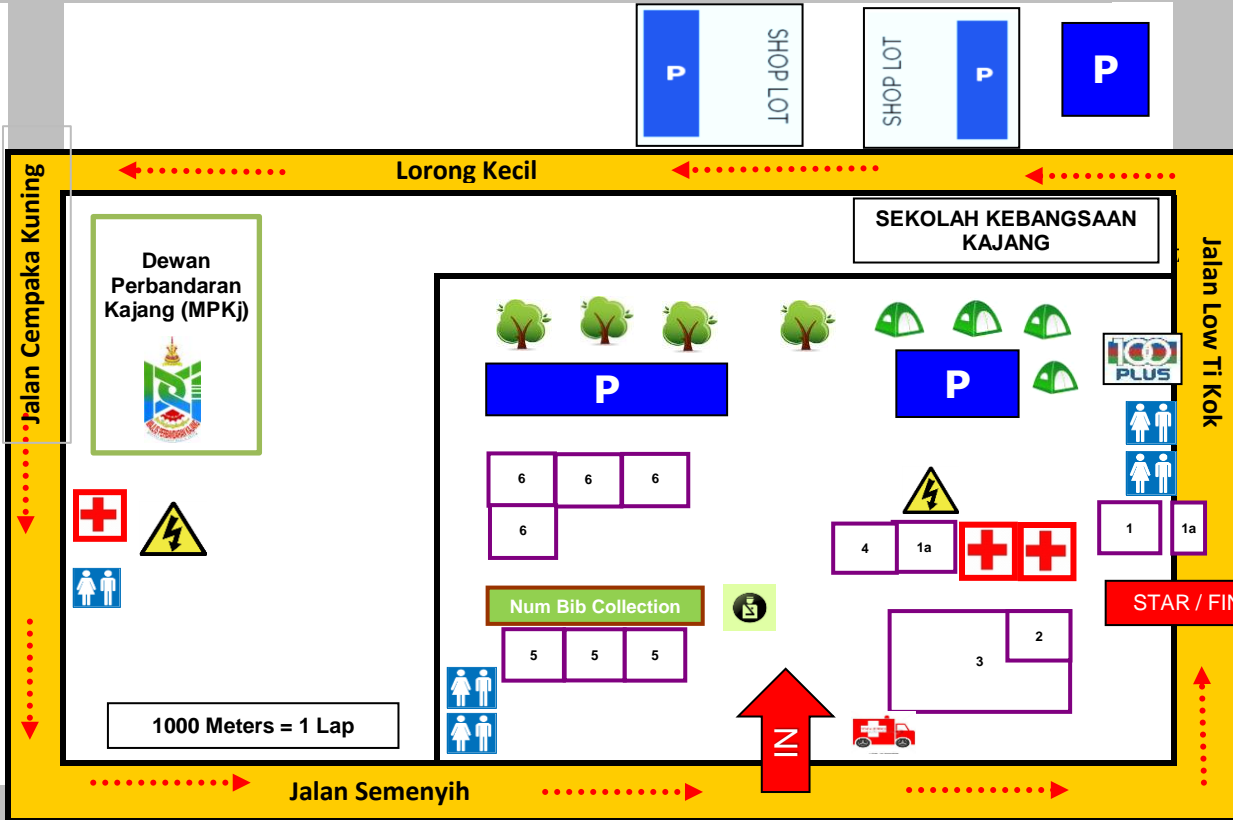 P
SHOP LOT
SHOP LOT
P
P
Lorong Kecil
Jalan Cempaka Kuning
SEKOLAH KEBANGSAAN
KAJANG
Jalan Low Ti Kok
Dewan
Perbandaran
Kajang (MPKj)
P
P
100
PLUS
6
6
6
6
4
1a
1
1a
Num Bib Collection
5
5
5
2
3
STAR / FIN
1000 Meters = 1 Lap
IN
Jalan Semenyih